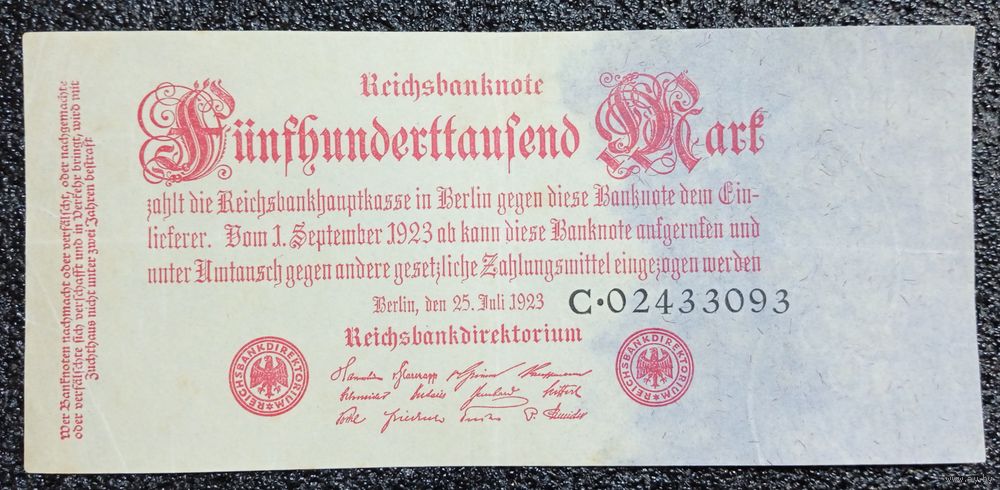 Reichsbanknote
Fünfhunderttausend Mark
zahlt die Reichsbankhauptkasse in Berlin gegen diese Banknote dem Ein-
lieferer. Vom 1. September 1923 ab kann diese Banknote aufgerufen und
unter Umtausch gegen andere gesetzliche Zahlungsmittel eingezogen werden
Berlin, den 25. Juli 1923
C·02433093
Reichsbankdirektorium
REICHSBANKDIREKTORIUM
REICHSBANKDIREKTORIUM
Wer Banknoten nachmacht oder verfälscht, oder nachgemachte
oder verfälschte sich verschafft und in Verkehr bringt, wird mit
Zuchthaus nicht unter zwei Jahren bestraft